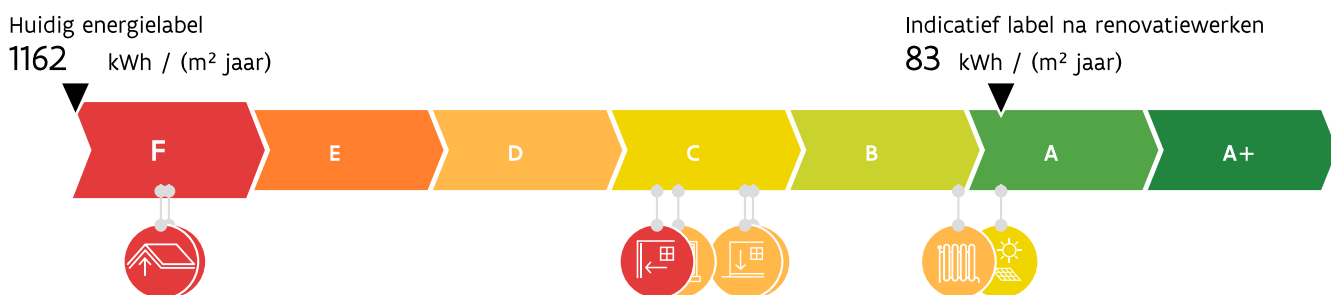 Huidig energielabel
1162 kWh / (m² jaar)
Indicatief label na renovatiewerken
83 kWh / (m² jaar)
F E D C B A A+